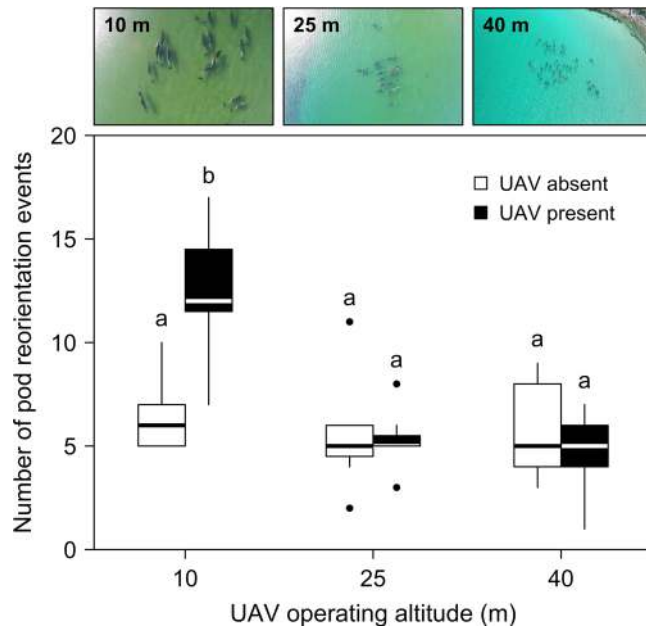 10 m
25 m
40 m
20
15
10
5
0
Number of pod reorientation events
UAV absent
UAV present
a
b
a
a
a
a
10
25
40
UAV operating altitude (m)